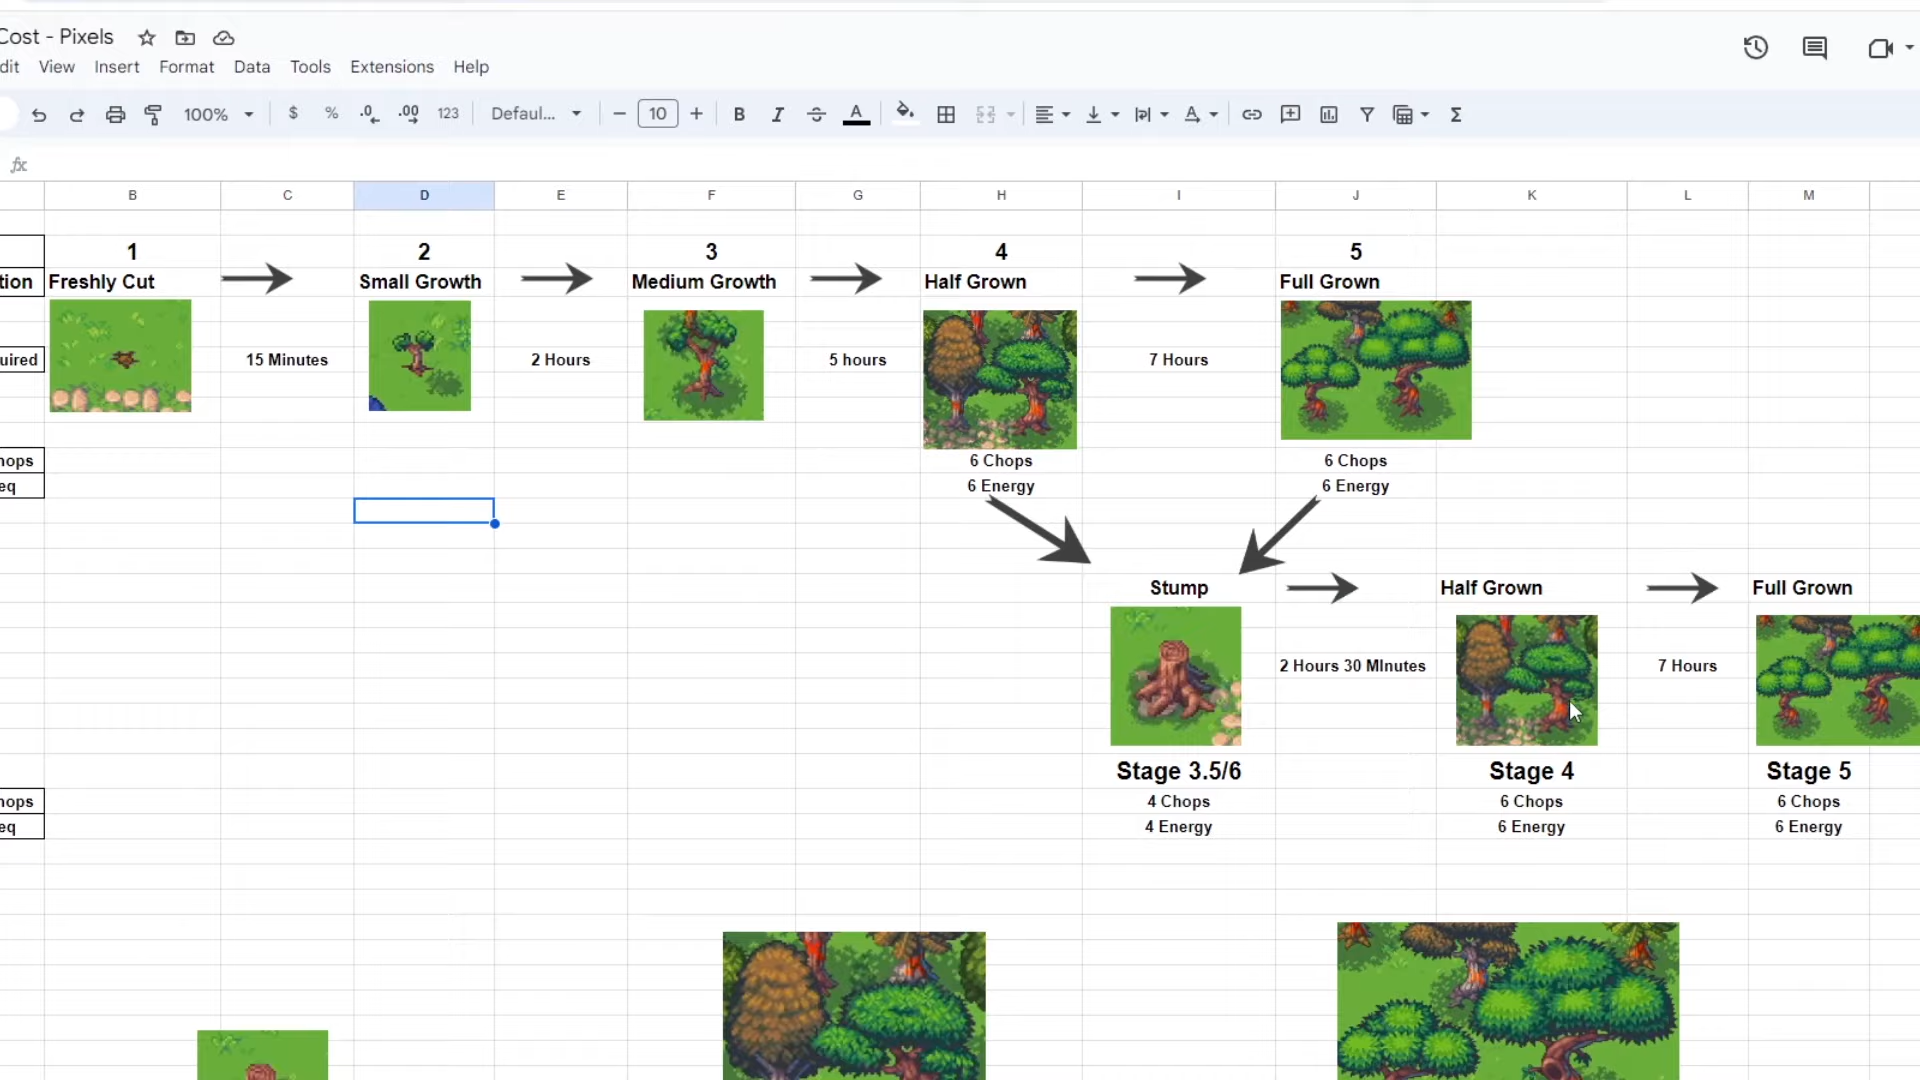 Cost - Pixels
dit View Insert Format Data Tools Extensions Help
100% $ % .0 .00 123 Defaul... 10 B I A Σ
fx
B C D E F G H I J K L M
1 2 3 4 5
tion Freshly Cut Small Growth Medium Growth Half Grown Full Grown
uired 15 Minutes 2 Hours 5 hours 7 Hours
hops 6 Chops 6 Chops
eq 6 Energy 6 Energy
Stump Half Grown Full Grown
2 Hours 30 MInutes 7 Hours
Stage 3.5/6 Stage 4 Stage 5
hops 4 Chops 6 Chops 6 Chops
eq 4 Energy 6 Energy 6 Energy